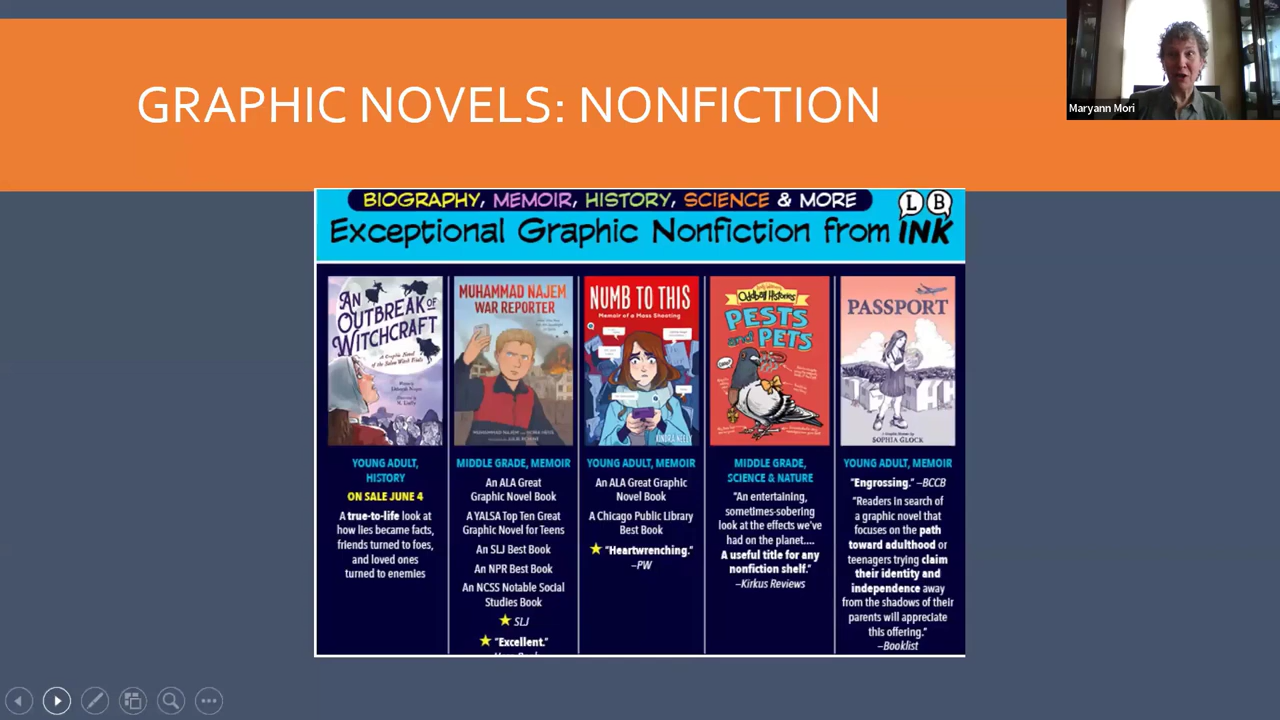 GRAPHIC NOVELS: NONFICTION
Maryann Mori
BIOGRAPHY, MEMOIR, HISTORY, SCIENCE & MORE
Exceptional Graphic Nonfiction from
L B
INK
AN
OUTBREAK OF
WITCHCRAFT
A Graphic Novel
of the Salem Witch Trials
MUHAMMAD NAJEM
WAR REPORTER
NUMB TO THIS
Memoir of a Mass Shooting
KINDRA NEELY
Oddball Histories
PESTS
and PETS
PASSPORT
SOPHIA GLOCK
YOUNG ADULT,
HISTORY
ON SALE JUNE 4
A true-to-life look at
how lies became facts,
friends turned to foes,
and loved ones
turned to enemies
MIDDLE GRADE, MEMOIR
An ALA Great
Graphic Novel Book
A YALSA Top Ten Great
Graphic Novel for Teens
An SLJ Best Book
An NPR Best Book
An NCSS Notable Social
Studies Book
★ SLJ
★ "Excellent."
YOUNG ADULT, MEMOIR
An ALA Great Graphic
Novel Book
A Chicago Public Library
Best Book
★ "Heartwrenching."
–PW
MIDDLE GRADE,
SCIENCE & NATURE
"An entertaining,
sometimes-sobering
look at the effects we've
had on the planet....
A useful title for any
nonfiction shelf."
–Kirkus Reviews
YOUNG ADULT, MEMOIR
"Engrossing." –BCCB
"Readers in search of
a graphic novel that
focuses on the path
toward adulthood or
teenagers trying claim
their identity and
independence away
from the shadows of their
parents will appreciate
this offering."
–Booklist